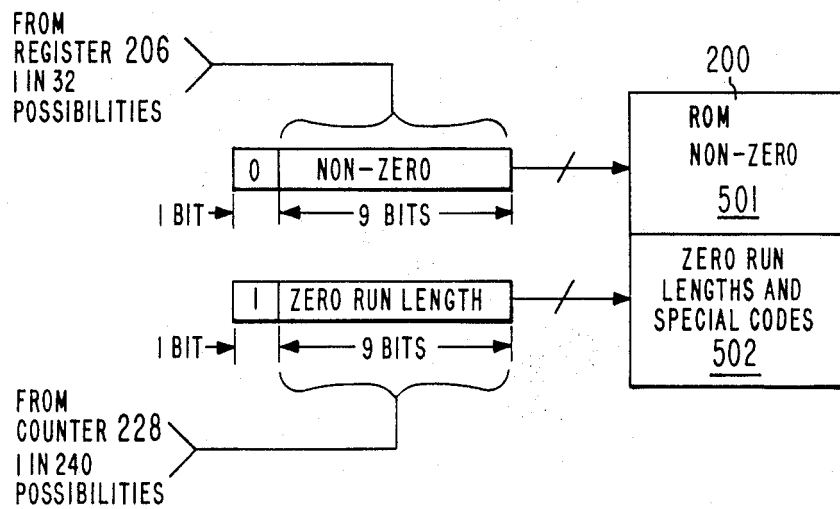 FROM
REGISTER 206
1 IN 32
POSSIBILITIES
200
ROM
NON-ZERO
501
0 NON-ZERO
1 BIT 9 BITS
ZERO RUN
LENGTHS AND
SPECIAL CODES
502
1 ZERO RUN LENGTH
1 BIT 9 BITS
FROM
COUNTER 228
1 IN 240
POSSIBILITIES